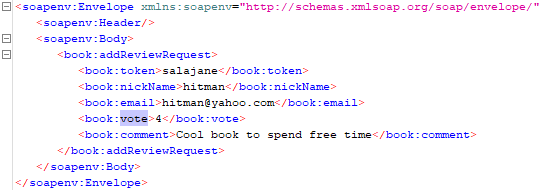 <soapenv:Envelope xmlns:soapenv="http://schemas.xmlsoap.org/soap/envelope/"
<soapenv:Header/>
<soapenv:Body>
<book:addReviewRequest>
<book:token>salajane</book:token>
<book:nickName>hitman</book:nickName>
<book:email>hitman@yahoo.com</book:email>
<book:vote>4</book:vote>
<book:comment>Cool book to spend free time</book:comment>
</book:addReviewRequest>
</soapenv:Body>
</soapenv:Envelope>